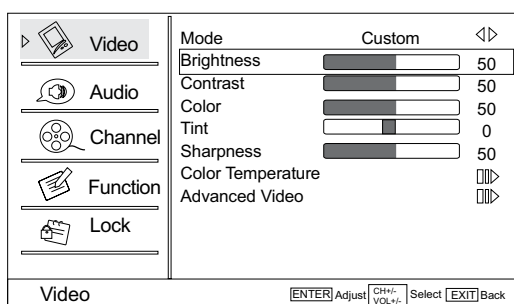 Video
Audio
Channel
Function
Lock
Mode Custom
Brightness 50
Contrast 50
Color 50
Tint 0
Sharpness 50
Color Temperature
Advanced Video
Video
ENTER Adjust CH+/- VOL+/- Select EXIT Back